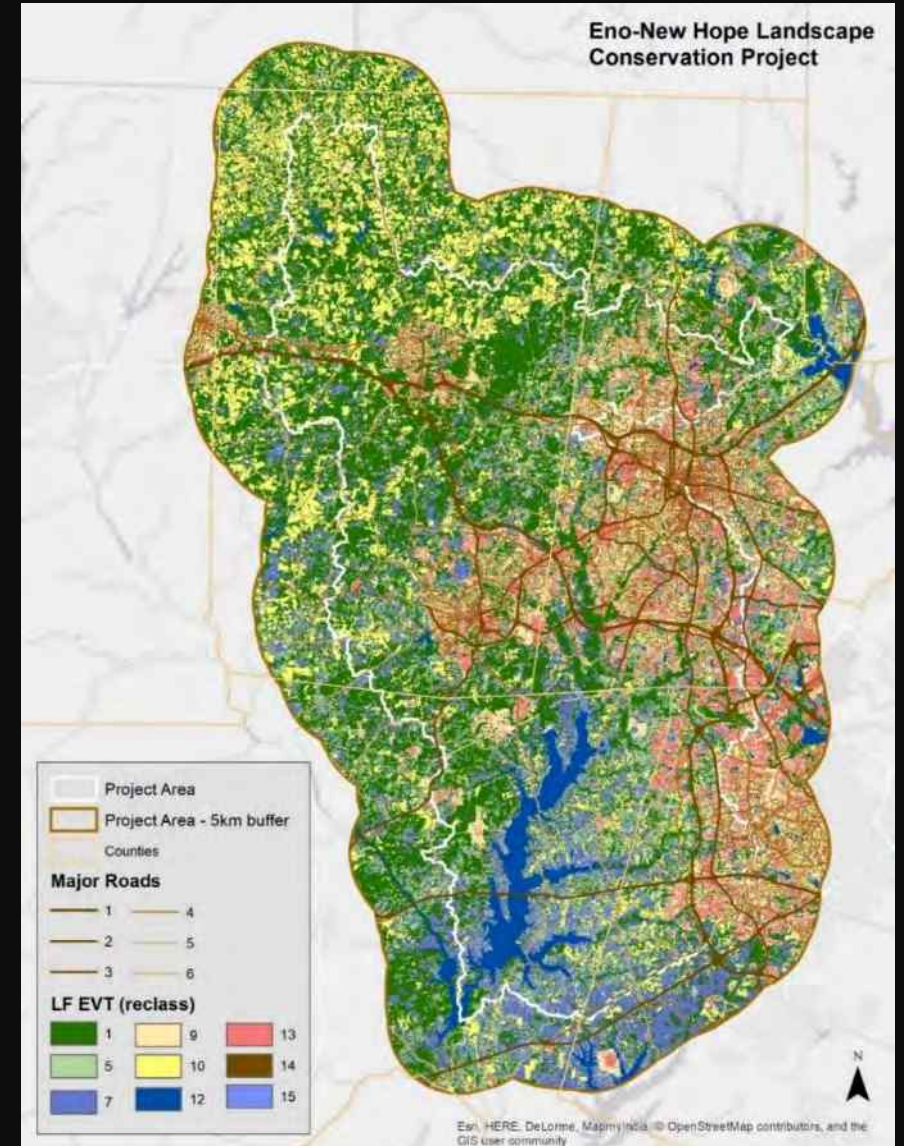 Eno-New Hope Landscape
Conservation Project
Project Area
Project Area - 5km buffer
Counties
Major Roads
1 4
2 5
3 6
LF EVT (reclass)
1 9 13
5 10 14
7 12 15
N
Esri, HERE, DeLorme, MapmyIndia, © OpenStreetMap contributors, and the
GIS user community